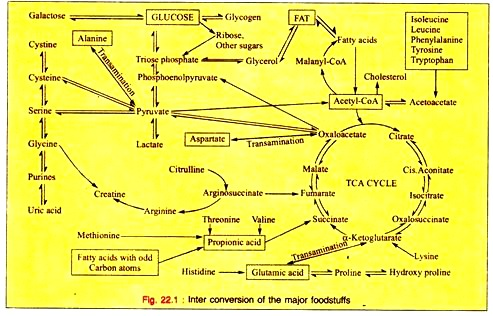 Galactose
GLUCOSE
Glycogen
FAT
Isoleucine
Leucine
Phenylalanine
Tyrosine
Tryptophan
Cystine
Alanine
Ribose,
Other sugars
Fatty acids
Triose phosphate
Glycerol
Malanyl-CoA
Cholesterol
Cysteine
Transamination
Phosphoenolpyruvate
Acetyl-CoA
Acetoacetate
Serine
Pyruvate
Glycine
Lactate
Aspartate
Transamination
Oxaloacetate
Citrate
Purines
Citrulline
Malate
Cis.Aconitate
TCA CYCLE
Creatine
Arginosuccinate
Fumarate
Isocitrate
Uric acid
Arginine
Threonine
Valine
Succinate
Oxalosuccinate
Methionine
Propionic acid
α-Ketoglutarate
Fatty acids with odd
Carbon atoms
Transamination
Lysine
Histidine
Glutamic acid
Proline
Hydroxy proline
Fig. 22.1 : Inter conversion of the major foodstuffs